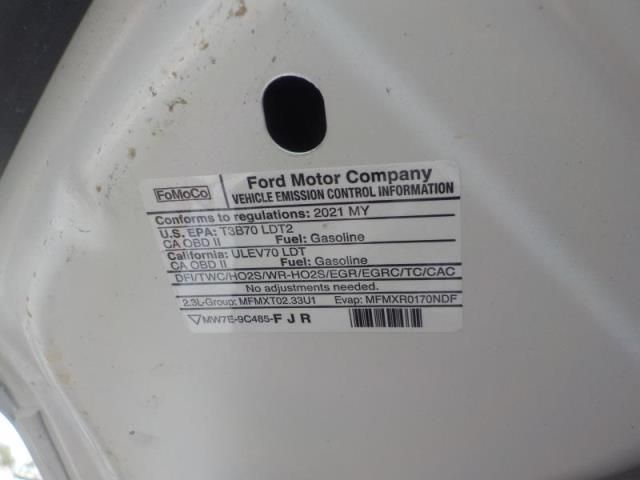 FoMoCo
Ford Motor Company
VEHICLE EMISSION CONTROL INFORMATION
Conforms to regulations: 2021 MY
U.S. EPA: T3B70 LDT2
CA OBD II Fuel: Gasoline
California: ULEV70 LDT
CA OBD II Fuel: Gasoline
DFI/TWC/HO2S/WR-HO2S/EGR/EGRC/TC/CAC
No adjustments needed.
2.3L-Group: MFMXT02.33U1 Evap: MFMXR0170NDF
MW7E-9C485-F J R